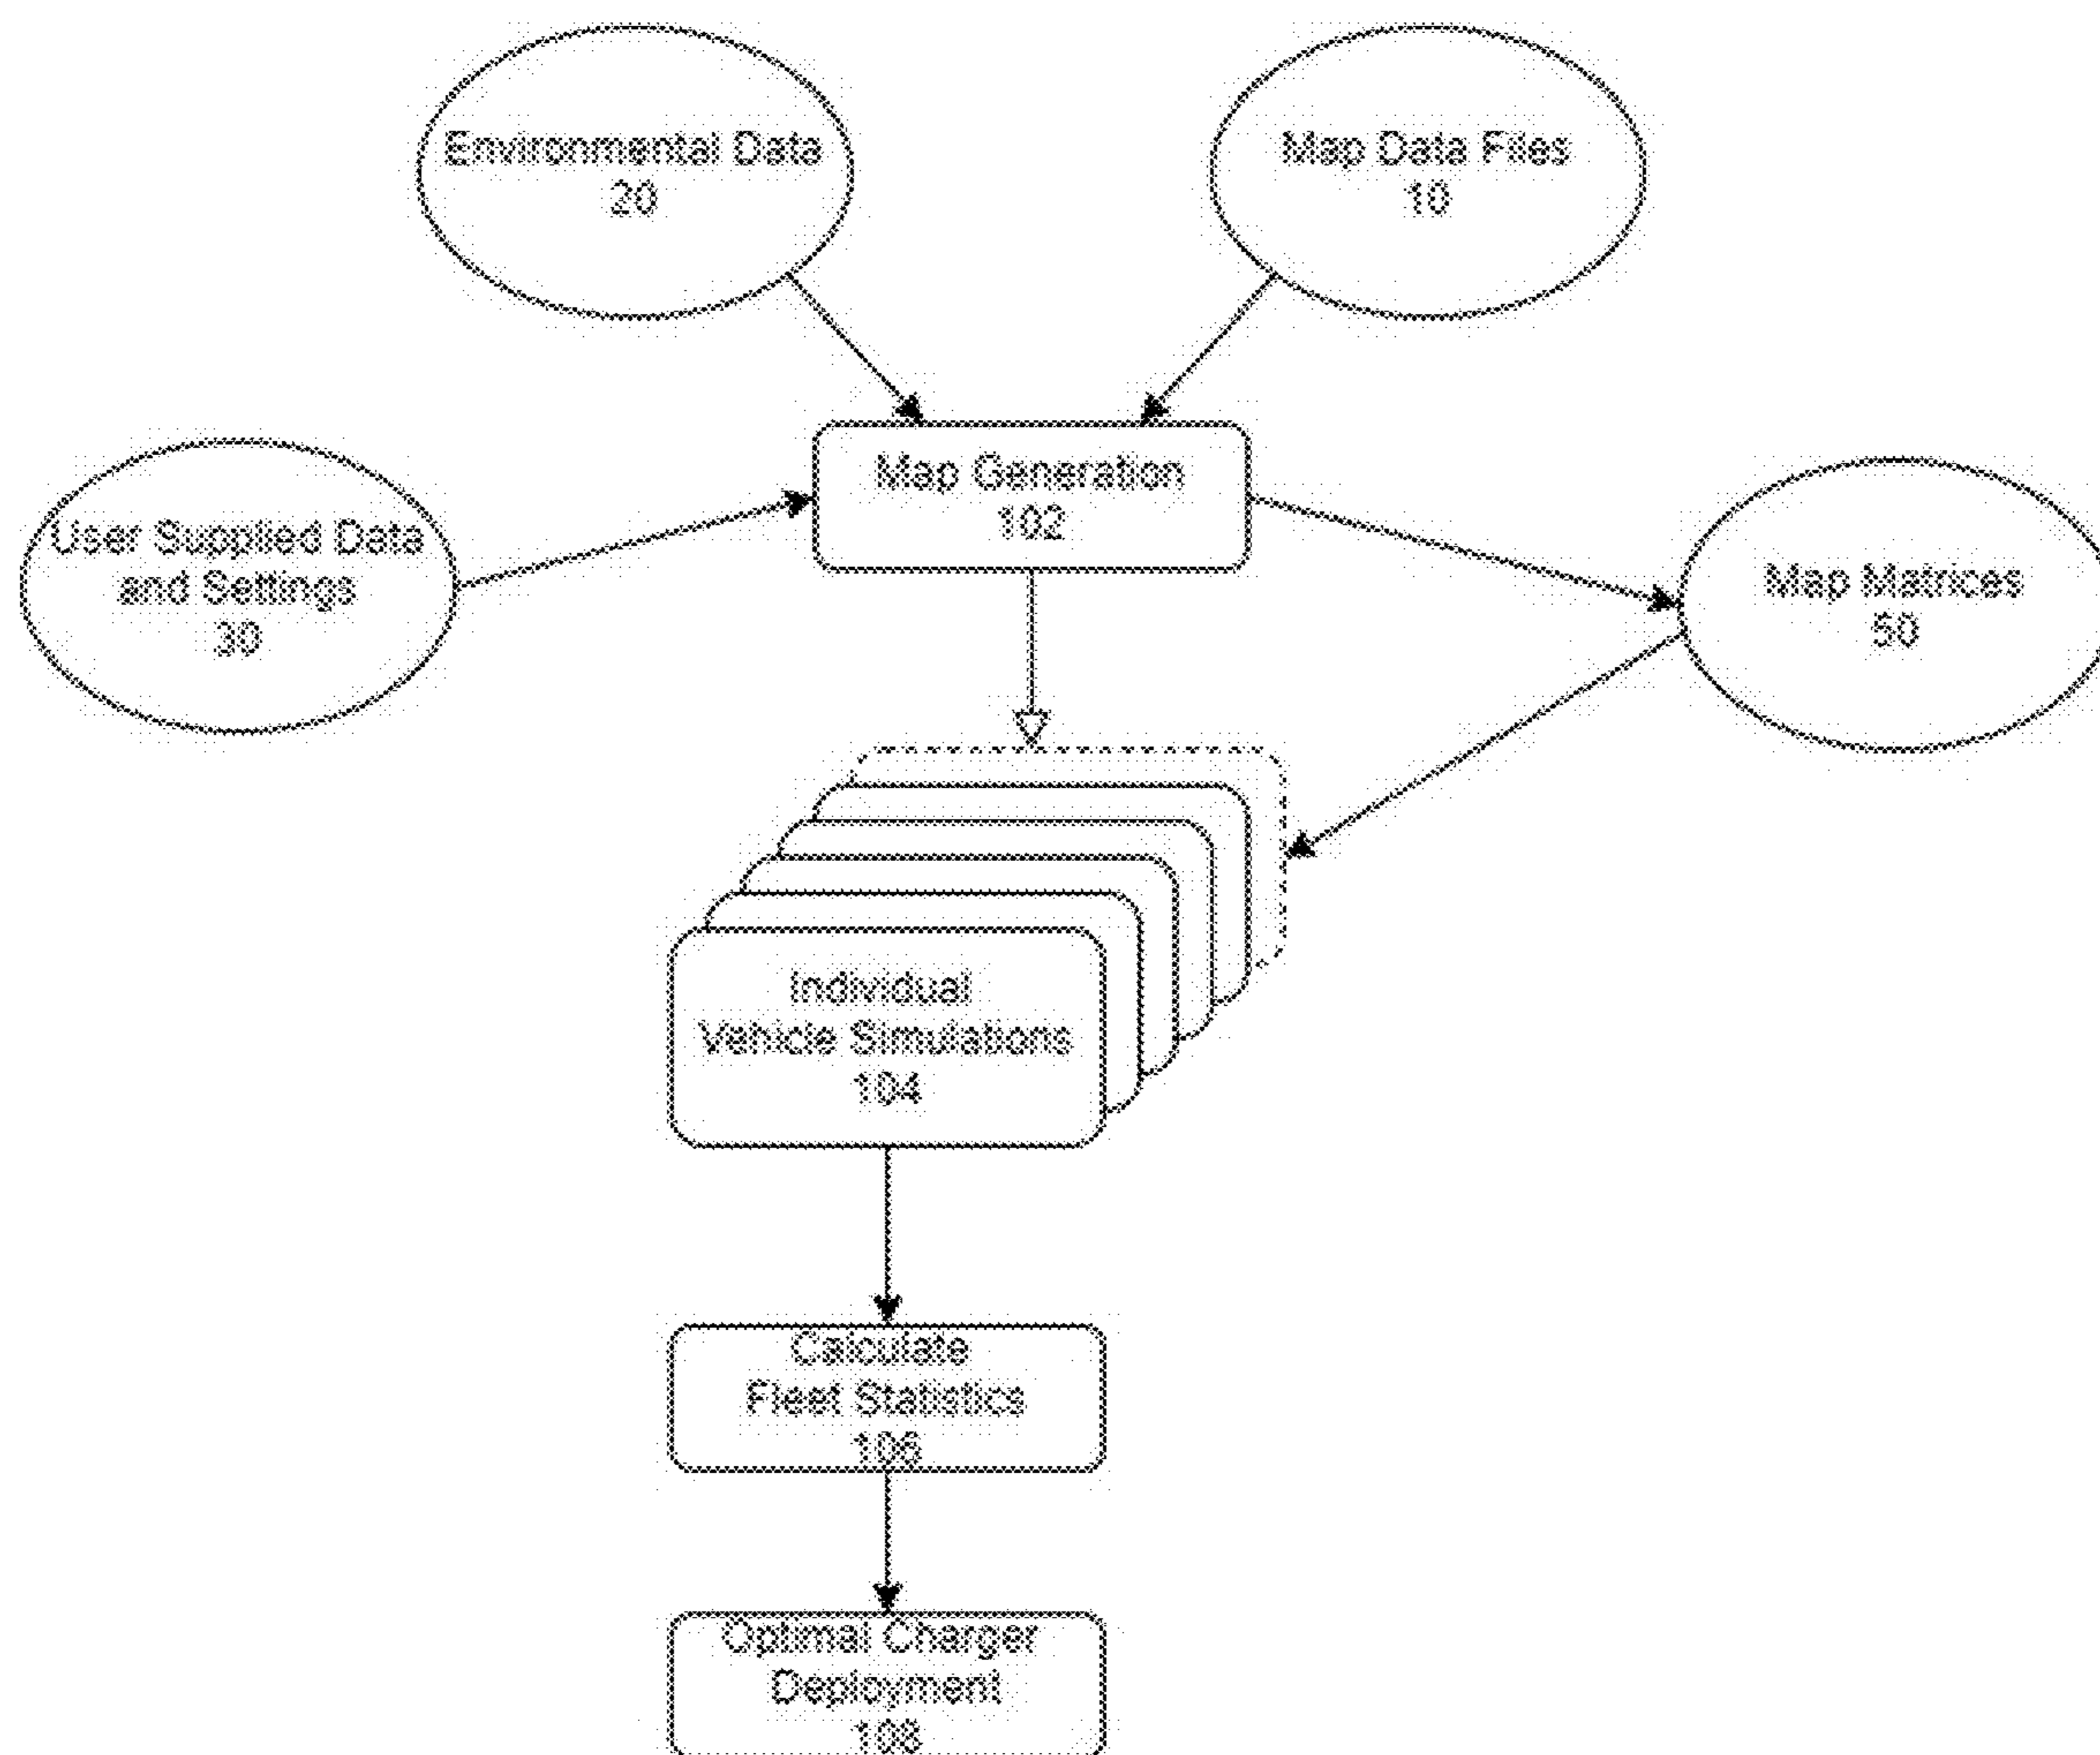 Environmental Data
20
Map Data Files
10
Map Generation
102
User Supplied Data
and Settings
30
Map Matrices
50
Individual
Vehicle Simulations
104
Calculate
Fleet Statistics
106
Optimal Charger
Deployment
108